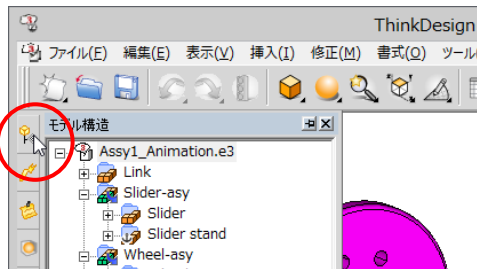 ThinkDesign
ファイル(F) 編集(E) 表示(V) 挿入(I) 修正(M) 書式(O) ツール
モデル構造
Assy1_Animation.e3
Link
Slider-asy
Slider
Slider stand
Wheel-asy